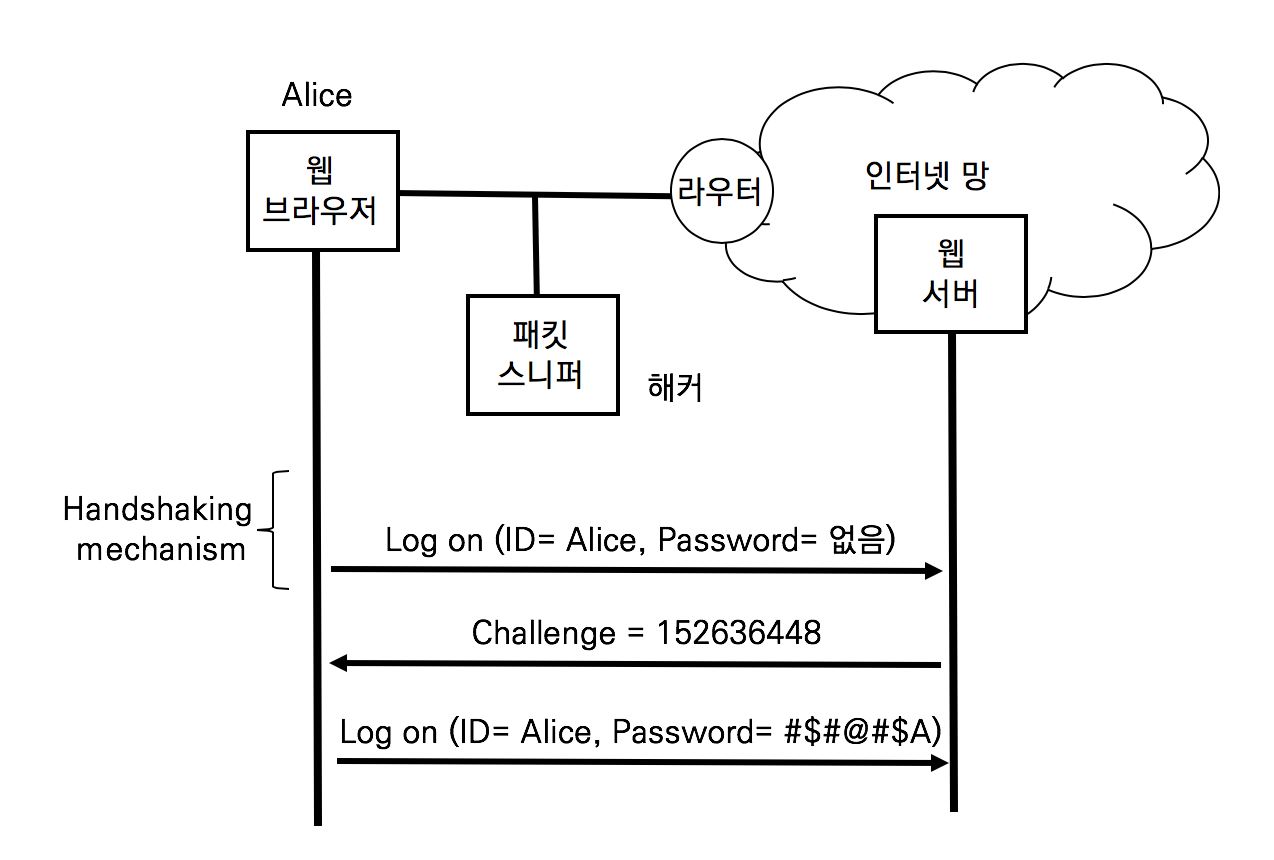 Alice
웹
브라우저
라우터
인터넷 망
웹
서버
패킷
스니퍼
해커
Handshaking
mechanism
Log on (ID= Alice, Password= 없음)
Challenge = 152636448
Log on (ID= Alice, Password= #$#@#$A)